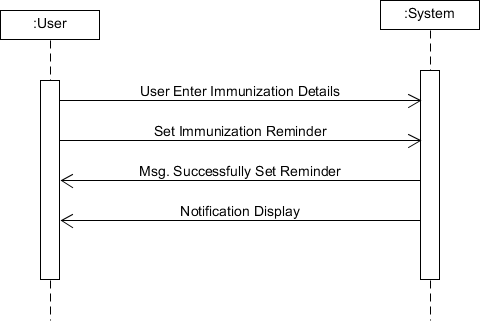 :User
:System
User Enter Immunization Details
Set Immunization Reminder
Msg. Successfully Set Reminder
Notification Display